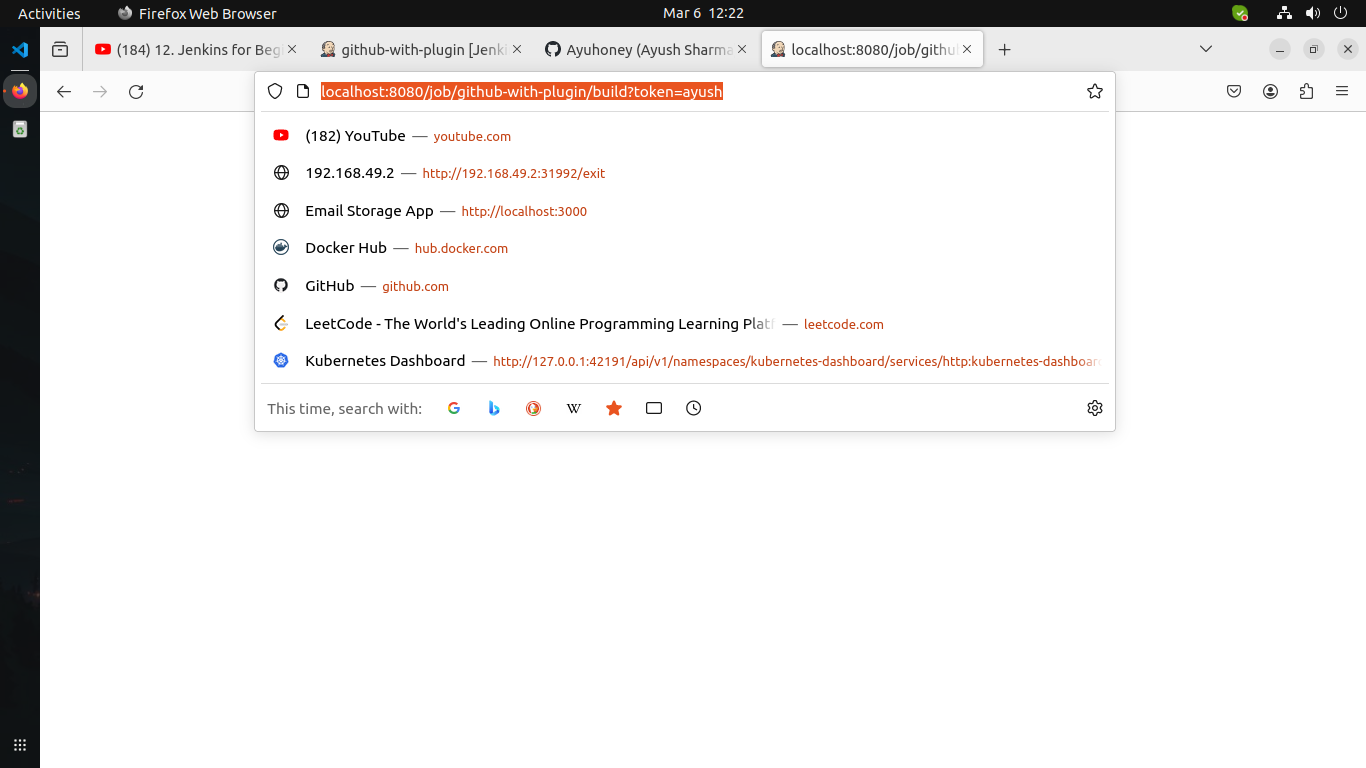 Activities Firefox Web Browser Mar 6 12:22
(184) 12. Jenkins for Beg github-with-plugin [Jenki Ayuhoney (Ayush Sharma localhost:8080/job/githul
localhost:8080/job/github-with-plugin/build?token=ayush
(182) YouTube — youtube.com
192.168.49.2 — http://192.168.49.2:31992/exit
Email Storage App — http://localhost:3000
Docker Hub — hub.docker.com
GitHub — github.com
LeetCode - The World's Leading Online Programming Learning Platf — leetcode.com
Kubernetes Dashboard — http://127.0.0.1:42191/api/v1/namespaces/kubernetes-dashboard/services/http:kubernetes-dashboard
This time, search with: G W